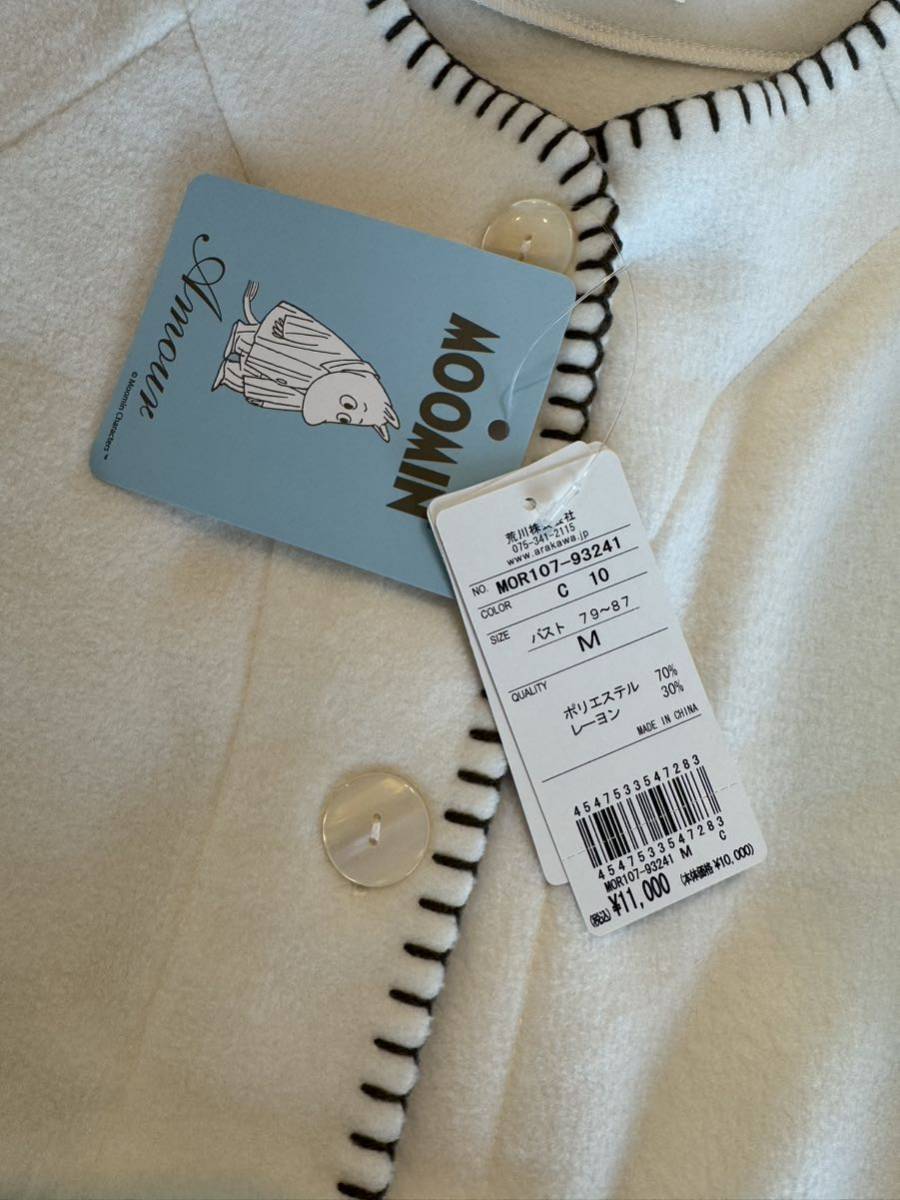 MOOMIN
Amour
© Moomin Characters™
荒川株式会社
075-341-2115
www.arakawa.jp
NO. MOR107-93241
COLOR C 10
SIZE バスト 79~87
M
QUALITY
ポリエステル 70%
レーヨン 30%
MADE IN CHINA
4547533547283
4547533547283
MOR107-93241 M C
(税込) ¥11,000 (本体価格 ¥10,000)